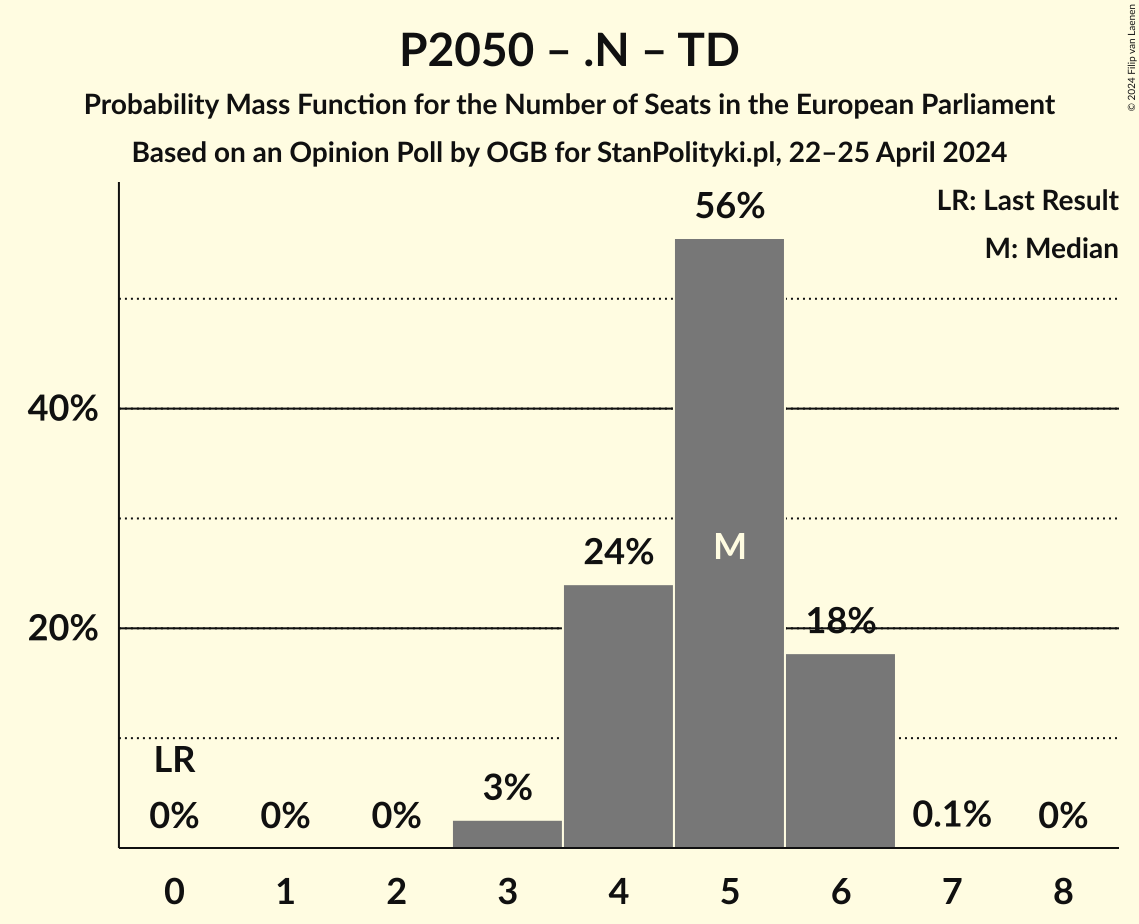 P2050 – .N – TD
Probability Mass Function for the Number of Seats in the European Parliament
Based on an Opinion Poll by OGB for StanPolityki.pl, 22–25 April 2024
© 2024 Filip van Laenen
LR: Last Result
M: Median
56%
40%
24%
M
20%
18%
LR
3%
0% 0% 0% 0.1% 0%
0 1 2 3 4 5 6 7 8